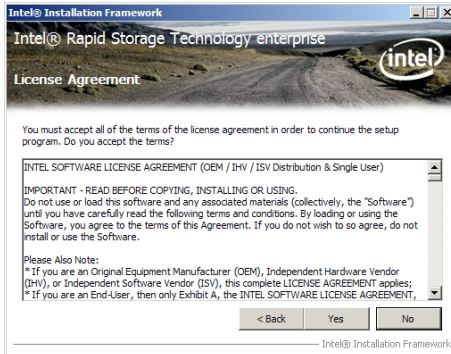 Intel® Installation Framework
Intel® Rapid Storage Technology enterprise
intel
License Agreement
You must accept all of the terms of the license agreement in order to continue the setup
program. Do you accept the terms?
INTEL SOFTWARE LICENSE AGREEMENT (OEM / IHV / ISV Distribution & Single User)
IMPORTANT - READ BEFORE COPYING, INSTALLING OR USING.
Do not use or load this software and any associated materials (collectively, the "Software")
until you have carefully read the following terms and conditions. By loading or using the
Software, you agree to the terms of this Agreement. If you do not wish to so agree, do not
install or use the Software.
Please Also Note:
* If you are an Original Equipment Manufacturer (OEM), Independent Hardware Vendor
(IHV), or Independent Software Vendor (ISV), this complete LICENSE AGREEMENT applies;
* If you are an End-User, then only Exhibit A, the INTEL SOFTWARE LICENSE AGREEMENT,
< Back Yes No
Intel® Installation Framework